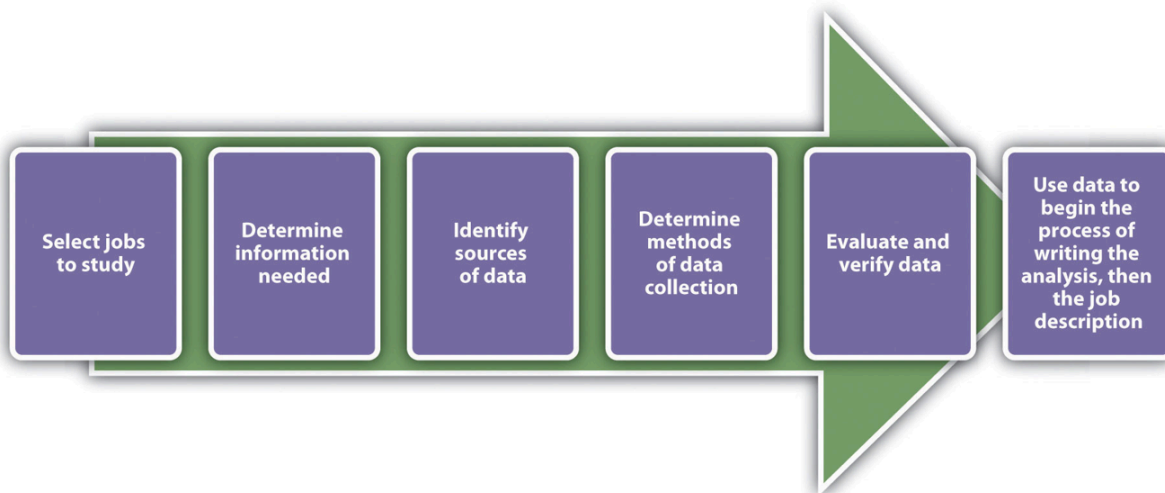 Select jobs
to study
Determine
information
needed
Identify
sources
of data
Determine
methods
of data
collection
Evaluate and
verify data
Use data to
begin the
process of
writing the
analysis, then
the job
description